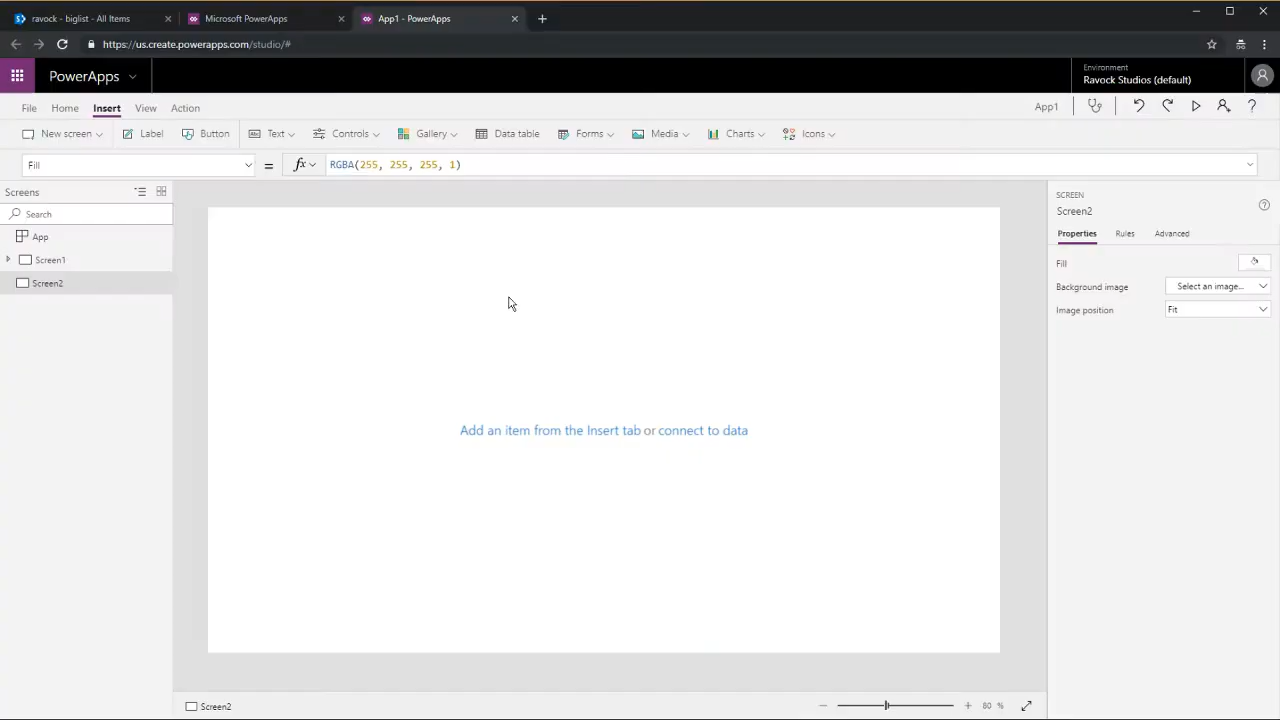 ravock - biglist - All Items
Microsoft PowerApps
App1 - PowerApps
https://us.create.powerapps.com/studio/#
PowerApps
Environment
Ravock Studios (default)
File Home Insert View Action
App1
New screen Label Button Text Controls Gallery Data table Forms Media Charts Icons
Abc
Fill
= fx RGBA(255, 255, 255, 1)
Screens
Search
App
Screen1
Screen2
Add an item from the Insert tab or connect to data
SCREEN
Screen2
Properties Rules Advanced
Fill
Background image Select an image...
Image position Fit
Screen2
80 %